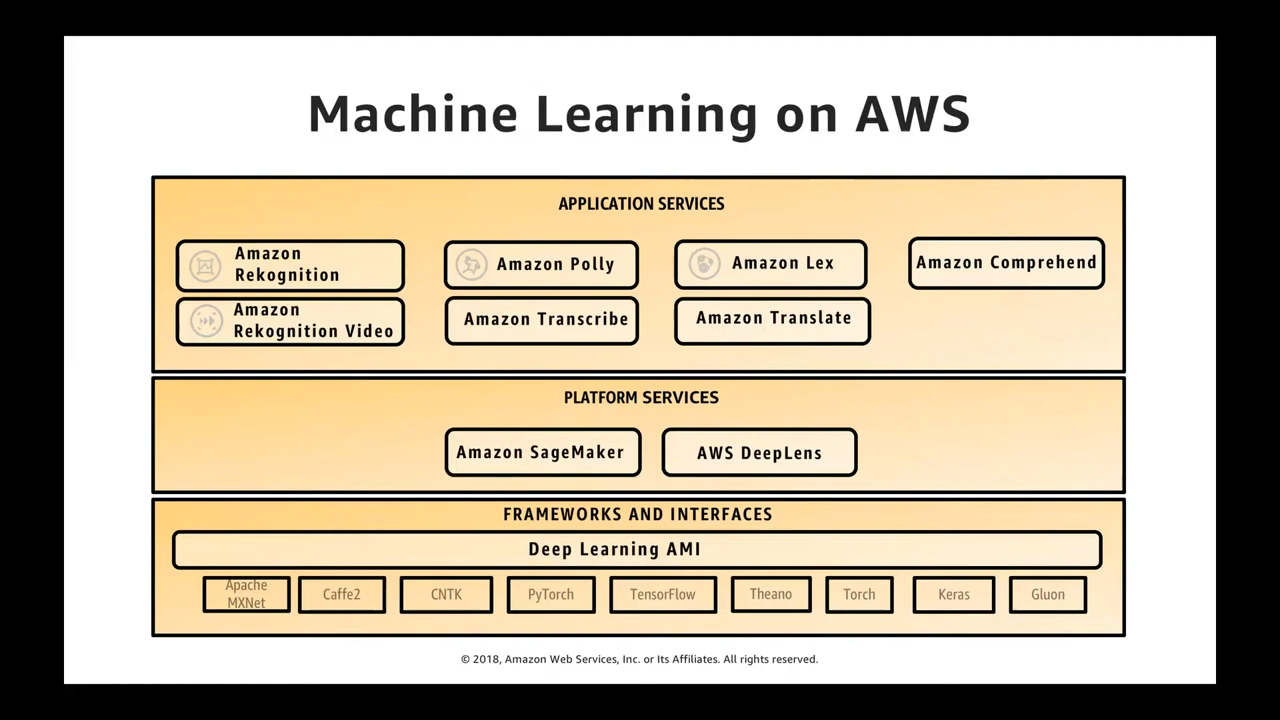 Machine Learning on AWS
APPLICATION SERVICES
Amazon
Rekognition
Amazon Polly
Amazon Lex
Amazon Comprehend
Amazon
Rekognition Video
Amazon Transcribe
Amazon Translate
PLATFORM SERVICES
Amazon SageMaker
AWS DeepLens
FRAMEWORKS AND INTERFACES
Deep Learning AMI
Apache
MXNet
Caffe2
CNTK
PyTorch
TensorFlow
Theano
Torch
Keras
Gluon
© 2018, Amazon Web Services, Inc. or Its Affiliates. All rights reserved.